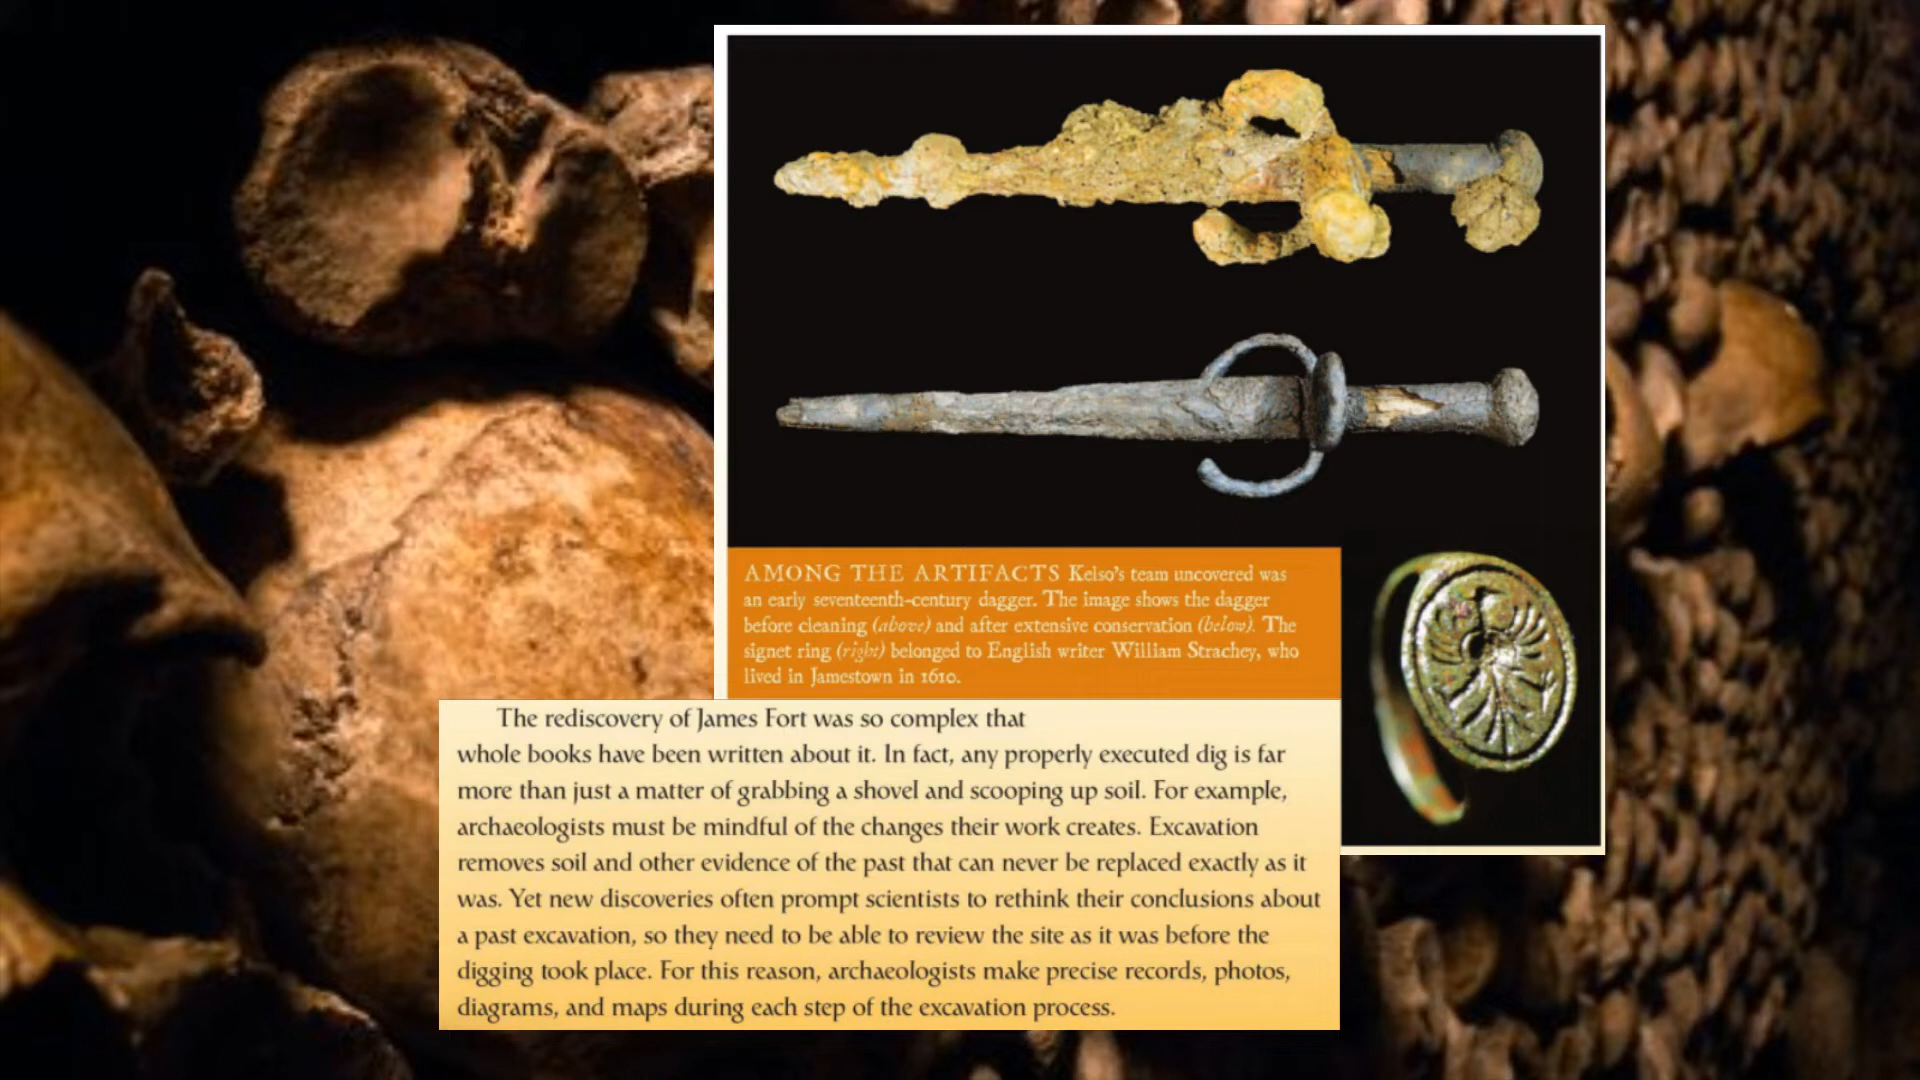 AMONG THE ARTIFACTS Kelso's team uncovered was
an early seventeenth-century dagger. The image shows the dagger
before cleaning (above) and after extensive conservation (below). The
signet ring (right) belonged to English writer William Strachey, who
lived in Jamestown in 1610.
The rediscovery of James Fort was so complex that
whole books have been written about it. In fact, any properly executed dig is far
more than just a matter of grabbing a shovel and scooping up soil. For example,
archaeologists must be mindful of the changes their work creates. Excavation
removes soil and other evidence of the past that can never be replaced exactly as it
was. Yet new discoveries often prompt scientists to rethink their conclusions about
a past excavation, so they need to be able to review the site as it was before the
digging took place. For this reason, archaeologists make precise records, photos,
diagrams, and maps during each step of the excavation process.